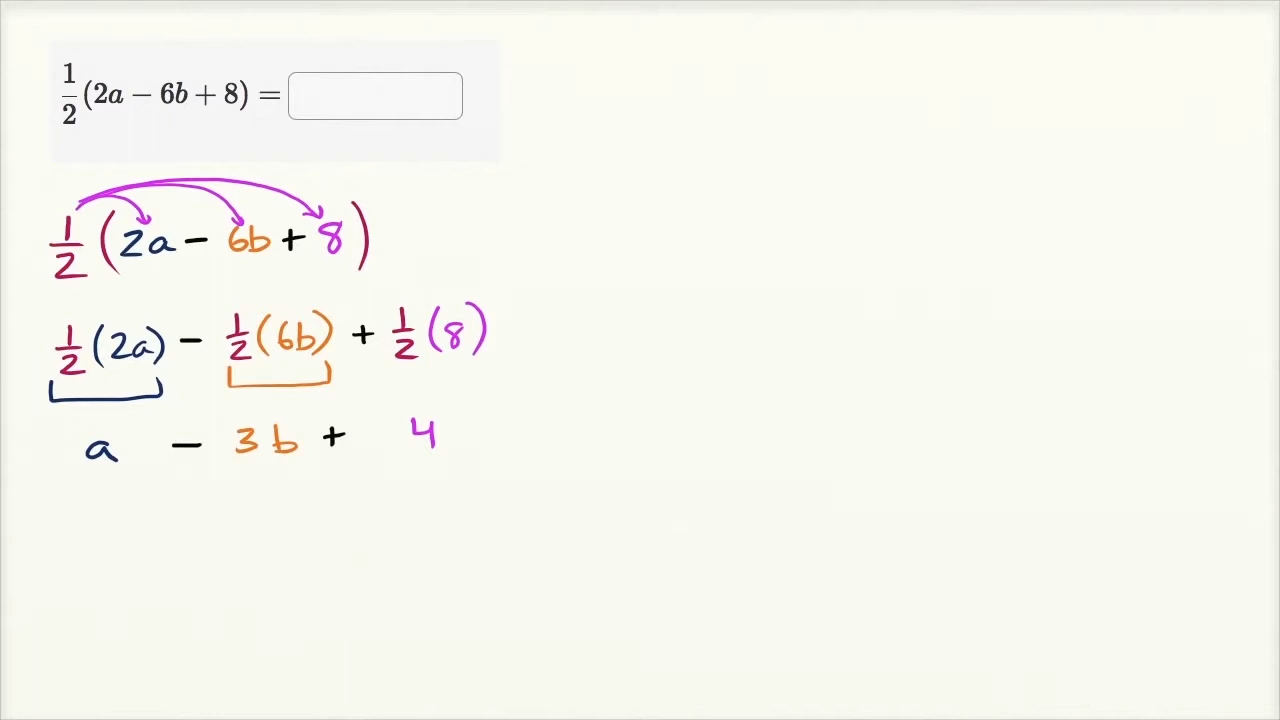 1/2 (2a − 6b + 8) =
1/2 (2a − 6b + 8)
1/2 (2a) − 1/2 (6b) + 1/2 (8)
a − 3b + 4